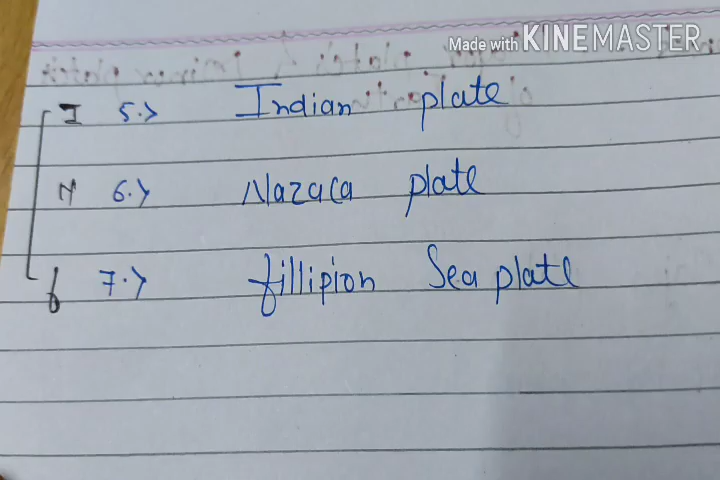 Made with KINEMASTER
I 5.> Indian plate
N 6.> Nazaca plate
f 7.> fillipion Sea plate